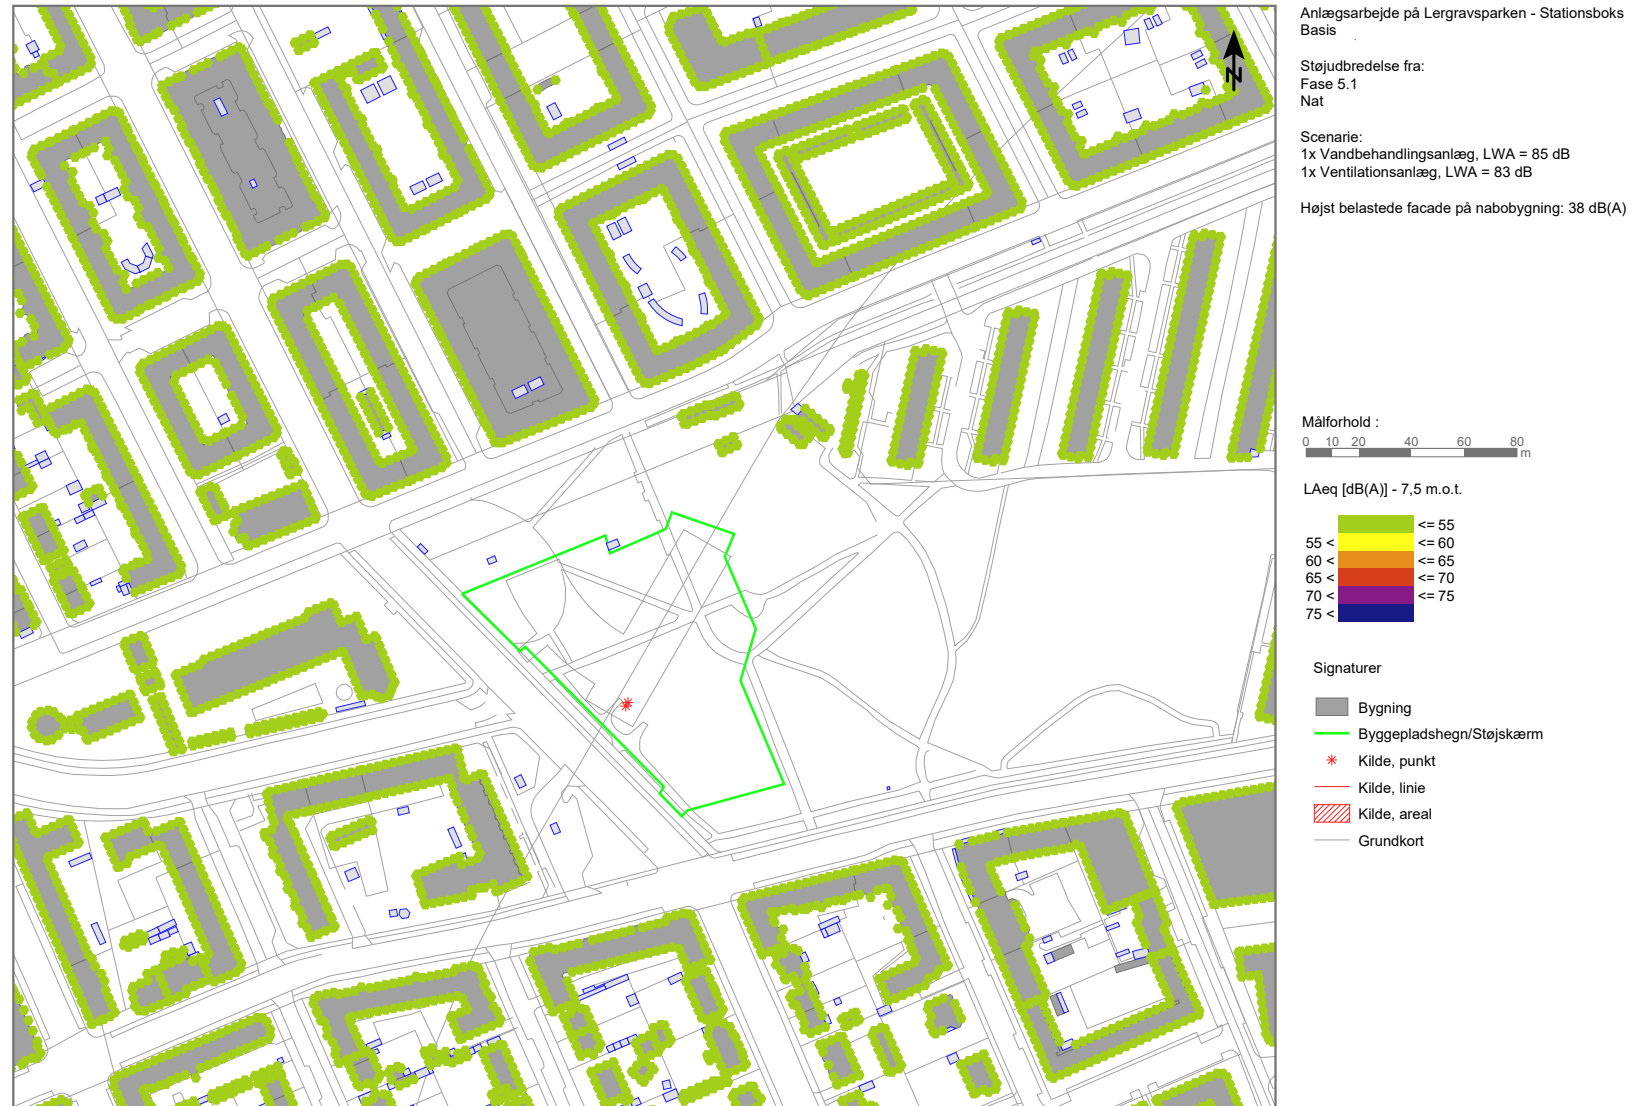 Anlægsarbejde på Lergravsparken - Stationsboks
Basis
Støjudbredelse fra:
Fase 5.1
Nat
Scenarie:
1x Vandbehandlingsanlæg, LWA = 85 dB
1x Ventilationsanlæg, LWA = 83 dB
Højst belastede facade på nabobygning: 38 dB(A)
N
Målforhold :
0 10 20 40 60 80
m
LAeq [dB(A)] - 7,5 m.o.t.
<= 55
55 < <= 60
60 < <= 65
65 < <= 70
70 < <= 75
75 <
Signaturer
Bygning
Byggepladshegn/Støjskærm
Kilde, punkt
Kilde, linie
Kilde, areal
Grundkort